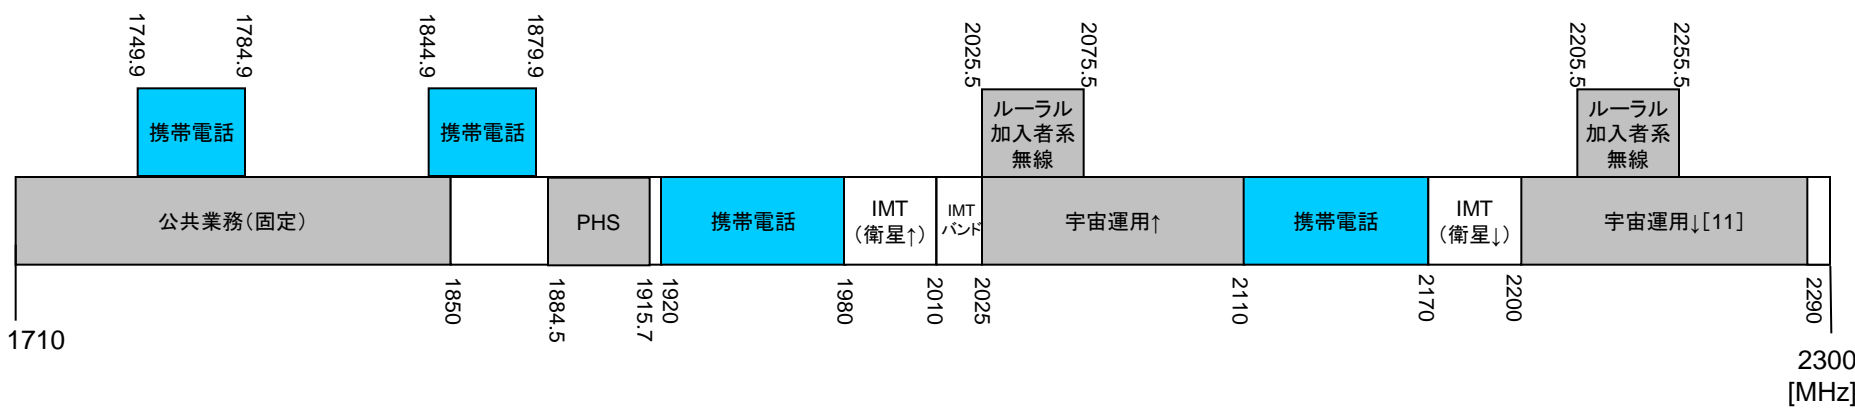 1749.9
1784.9
1844.9
1879.9
2025.5
2075.5
2205.5
2255.5
携帯電話
携帯電話
ルーラル
加入者系
無線
ルーラル
加入者系
無線
公共業務(固定)
PHS
携帯電話
IMT
(衛星↑)
IMT
バンド
宇宙運用↑
携帯電話
IMT
(衛星↓)
宇宙運用↓[11]
1710
1850
1884.5
1915.7
1920
1980
2010
2025
2110
2170
2200
2290
2300
[MHz]